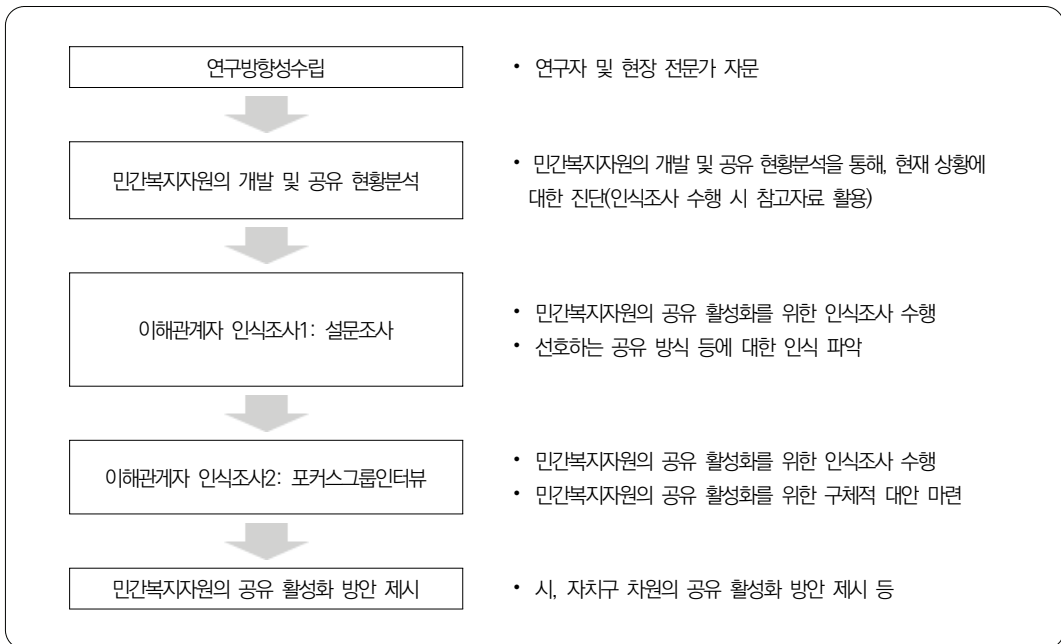 연구방향성수립
• 연구자 및 현장 전문가 자문
민간복지자원의 개발 및 공유 현황분석
• 민간복지자원의 개발 및 공유 현황분석을 통해, 현재 상황에
대한 진단(인식조사 수행 시 참고자료 활용)
이해관계자 인식조사1: 설문조사
• 민간복지자원의 공유 활성화를 위한 인식조사 수행
• 선호하는 공유 방식 등에 대한 인식 파악
이해관게자 인식조사2: 포커스그룹인터뷰
• 민간복지자원의 공유 활성화를 위한 인식조사 수행
• 민간복지자원의 공유 활성화를 위한 구체적 대안 마련
민간복지자원의 공유 활성화 방안 제시
• 시, 자치구 차원의 공유 활성화 방안 제시 등